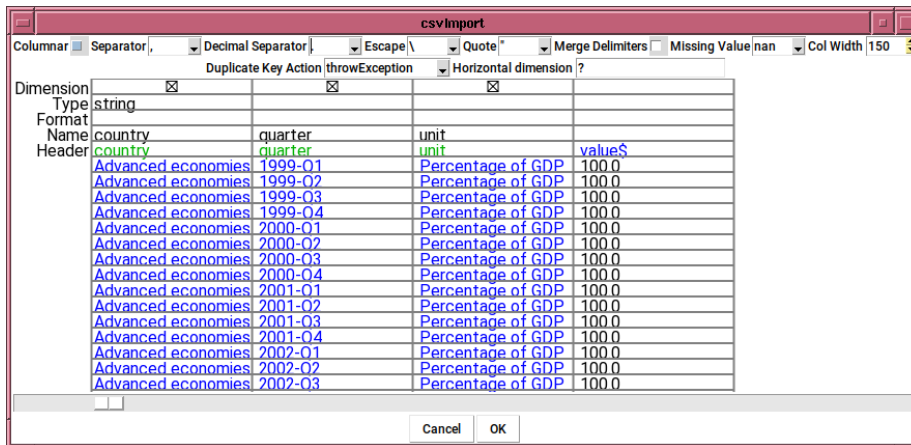 csvImport
Columnar Separator , Decimal Separator . Escape \ Quote " Merge Delimiters Missing Value nan Col Width 150
Duplicate Key Action throwException Horizontal dimension ?
Dimension
Type string
Format
Name country quarter unit
Header country quarter unit value$
Advanced economies 1999-Q1 Percentage of GDP 100.0
Advanced economies 1999-Q2 Percentage of GDP 100.0
Advanced economies 1999-Q3 Percentage of GDP 100.0
Advanced economies 1999-Q4 Percentage of GDP 100.0
Advanced economies 2000-Q1 Percentage of GDP 100.0
Advanced economies 2000-Q2 Percentage of GDP 100.0
Advanced economies 2000-Q3 Percentage of GDP 100.0
Advanced economies 2000-Q4 Percentage of GDP 100.0
Advanced economies 2001-Q1 Percentage of GDP 100.0
Advanced economies 2001-Q2 Percentage of GDP 100.0
Advanced economies 2001-Q3 Percentage of GDP 100.0
Advanced economies 2001-Q4 Percentage of GDP 100.0
Advanced economies 2002-Q1 Percentage of GDP 100.0
Advanced economies 2002-Q2 Percentage of GDP 100.0
Advanced economies 2002-Q3 Percentage of GDP 100.0
Cancel OK